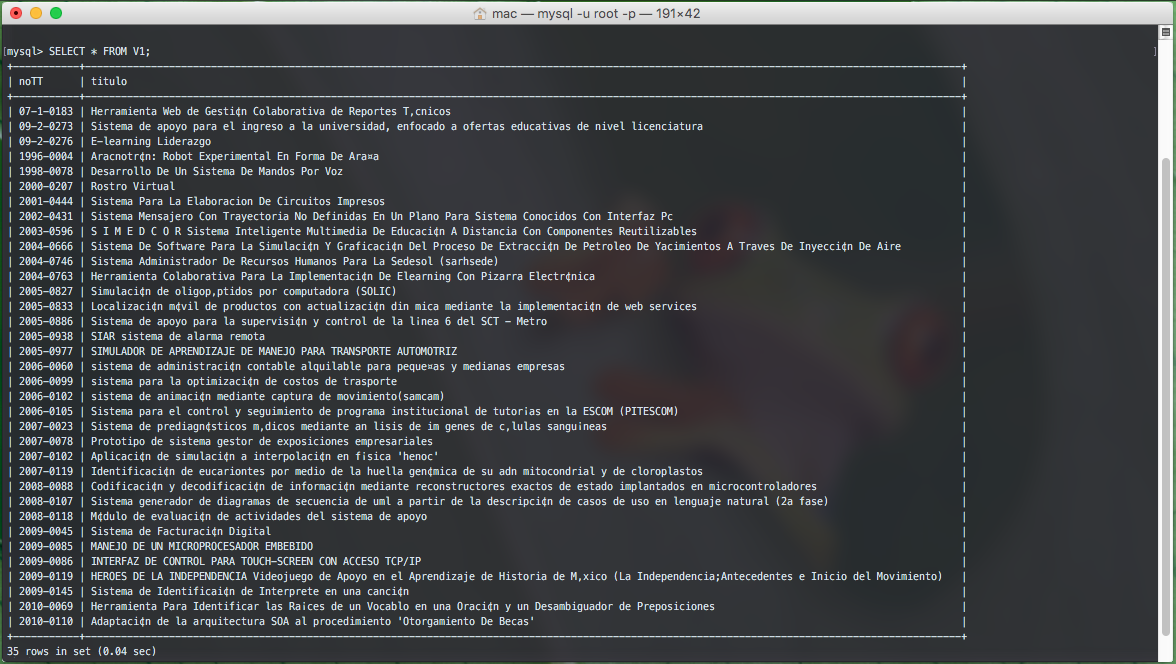 mac — mysql -u root -p — 191×42
mysql> SELECT * FROM V1;
| noTT | titulo |
| 07-1-0183 | Herramienta Web de Gesti¢n Colaborativa de Reportes T‚cnicos |
| 09-2-0273 | Sistema de apoyo para el ingreso a la universidad, enfocado a ofertas educativas de nivel licenciatura |
| 09-2-0276 | E-learning Liderazgo |
| 1996-0004 | Aracnotr¢n: Robot Experimental En Forma De Ara¤a |
| 1998-0078 | Desarrollo De Un Sistema De Mandos Por Voz |
| 2000-0207 | Rostro Virtual |
| 2001-0444 | Sistema Para La Elaboracion De Circuitos Impresos |
| 2002-0431 | Sistema Mensajero Con Trayectoria No Definidas En Un Plano Para Sistema Conocidos Con Interfaz Pc |
| 2003-0596 | S I M E D C O R Sistema Inteligente Multimedia De Educaci¢n A Distancia Con Componentes Reutilizables |
| 2004-0666 | Sistema De Software Para La Simulaci¢n Y Graficaci¢n Del Proceso De Extracci¢n De Petroleo De Yacimientos A Traves De Inyecci¢n De Aire |
| 2004-0746 | Sistema Administrador De Recursos Humanos Para La Sedesol (sarhsede) |
| 2004-0763 | Herramienta Colaborativa Para La Implementaci¢n De Elearning Con Pizarra Electr¢nica |
| 2005-0827 | Simulaci¢n de oligop‚ptidos por computadora (SOLIC) |
| 2005-0833 | Localizaci¢n m¢vil de productos con actualizaci¢n din mica mediante la implementaci¢n de web services |
| 2005-0886 | Sistema de apoyo para la supervisi¢n y control de la l¡nea 6 del SCT - Metro |
| 2005-0938 | SIAR sistema de alarma remota |
| 2005-0977 | SIMULADOR DE APRENDIZAJE DE MANEJO PARA TRANSPORTE AUTOMOTRIZ |
| 2006-0060 | sistema de administraci¢n contable alquilable para peque¤as y medianas empresas |
| 2006-0099 | sistema para la optimizaci¢n de costos de trasporte |
| 2006-0102 | sistema de animaci¢n mediante captura de movimiento(samcam) |
| 2006-0105 | Sistema para el control y seguimiento de programa institucional de tutor¡as en la ESCOM (PITESCOM) |
| 2007-0023 | Sistema de prediagn¢sticos m‚dicos mediante an lisis de im genes de c‚lulas sangu¡neas |
| 2007-0078 | Prototipo de sistema gestor de exposiciones empresariales |
| 2007-0102 | Aplicaci¢n de simulaci¢n a interpolaci¢n en f¡sica 'henoc' |
| 2007-0119 | Identificaci¢n de eucariontes por medio de la huella gen¢mica de su adn mitocondrial y de cloroplastos |
| 2008-0088 | Codificaci¢n y decodificaci¢n de informaci¢n mediante reconstructores exactos de estado implantados en microcontroladores |
| 2008-0107 | Sistema generador de diagramas de secuencia de uml a partir de la descripci¢n de casos de uso en lenguaje natural (2a fase) |
| 2008-0118 | M¢dulo de evaluaci¢n de actividades del sistema de apoyo |
| 2009-0045 | Sistema de Facturaci¢n Digital |
| 2009-0085 | MANEJO DE UN MICROPROCESADOR EMBEBIDO |
| 2009-0086 | INTERFAZ DE CONTROL PARA TOUCH-SCREEN CON ACCESO TCP/IP |
| 2009-0119 | HEROES DE LA INDEPENDENCIA Videojuego de Apoyo en el Aprendizaje de Historia de M‚xico (La Independencia;Antecedentes e Inicio del Movimiento) |
| 2009-0145 | Sistema de Identificai¢n de Interprete en una canci¢n |
| 2010-0069 | Herramienta Para Identificar las Ra¡ces de un Vocablo en una Oraci¢n y un Desambiguador de Preposiciones |
| 2010-0110 | Adaptaci¢n de la arquitectura SOA al procedimiento 'Otorgamiento De Becas' |
35 rows in set (0.04 sec)